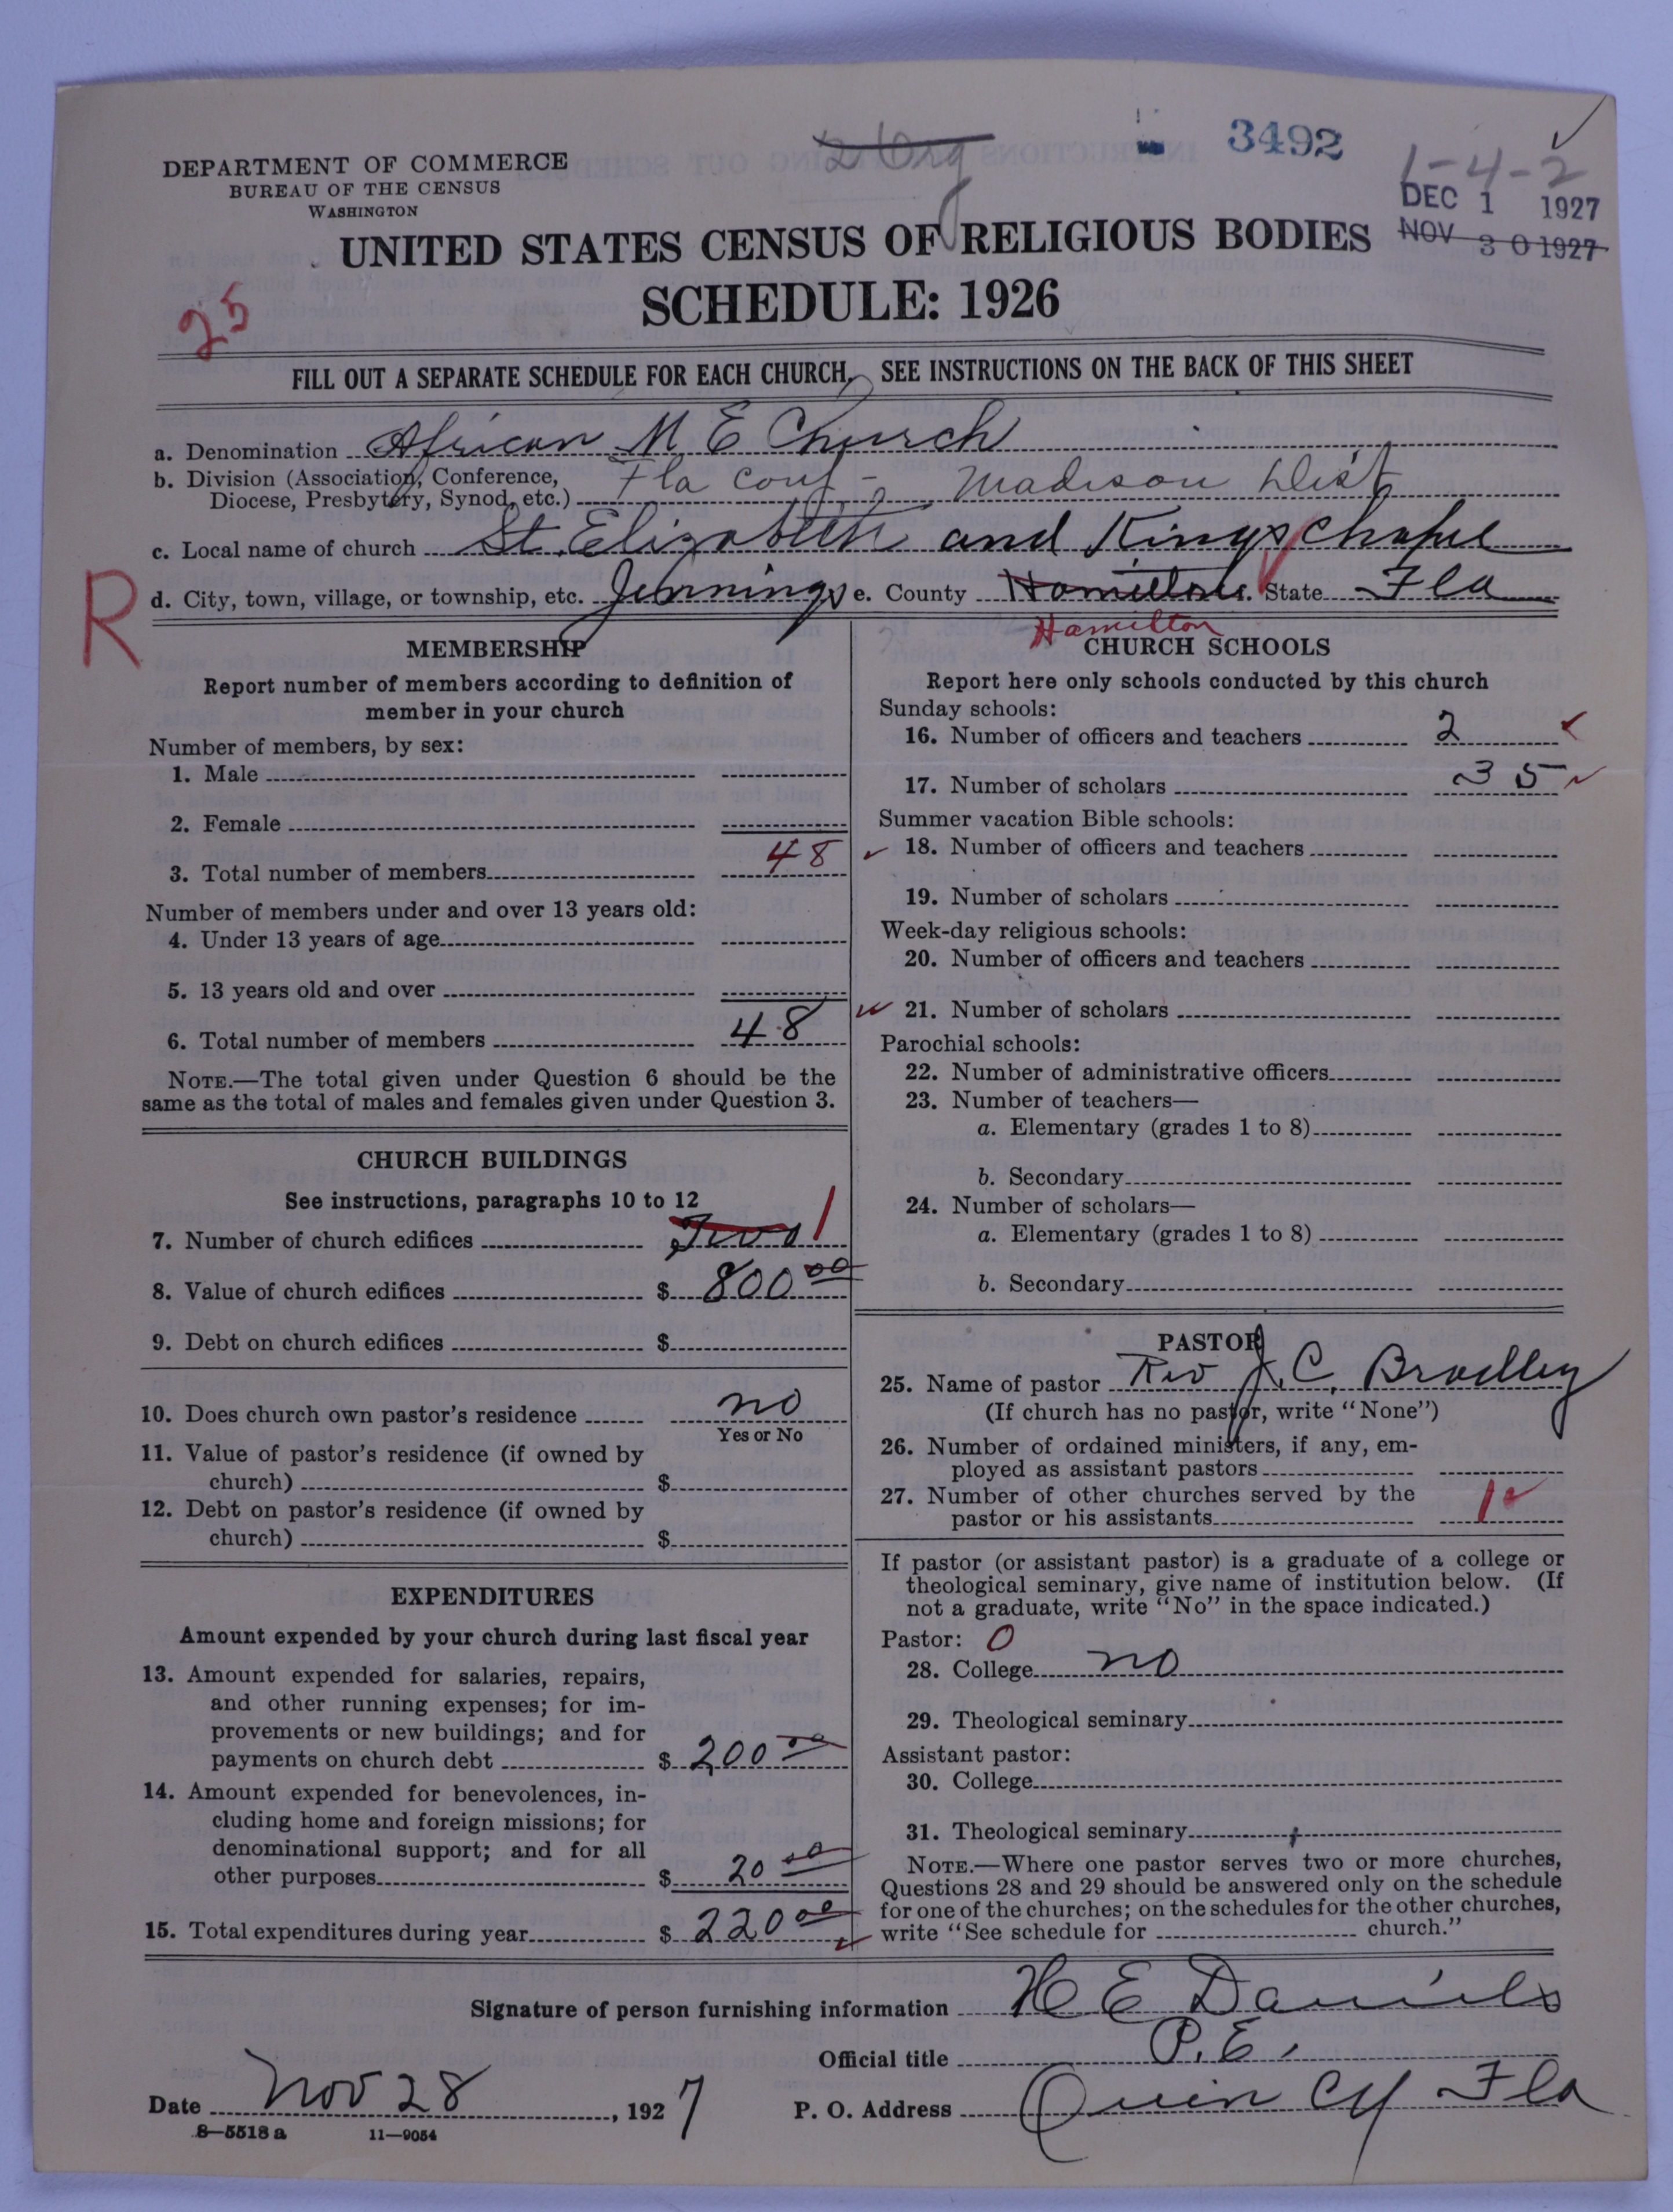 2 Org
3492
1-4-2
DEPARTMENT OF COMMERCE
BUREAU OF THE CENSUS
WASHINGTON
DEC 1 1927
NOV 30 1927
UNITED STATES CENSUS OF RELIGIOUS BODIES
SCHEDULE: 1926
25
FILL OUT A SEPARATE SCHEDULE FOR EACH CHURCH. SEE INSTRUCTIONS ON THE BACK OF THIS SHEET
a. Denomination African M E Church
b. Division (Association, Conference,
Diocese, Presbytery, Synod, etc.) Fla conf - Madison Dist
c. Local name of church St. Elizabeth and Kings chapel
R
d. City, town, village, or township, etc. Jennings e. County Hamilton. State Fla
Hamilton
MEMBERSHIP
Report number of members according to definition of
member in your church
Number of members, by sex:
1. Male
2. Female
3. Total number of members 48
Number of members under and over 13 years old:
4. Under 13 years of age
5. 13 years old and over
6. Total number of members 48
NOTE.—The total given under Question 6 should be the
same as the total of males and females given under Question 3.
CHURCH BUILDINGS
See instructions, paragraphs 10 to 12
7. Number of church edifices Two 1
8. Value of church edifices $ 800 00
9. Debt on church edifices $
10. Does church own pastor's residence no
Yes or No
11. Value of pastor's residence (if owned by
church) $
12. Debt on pastor's residence (if owned by
church) $
EXPENDITURES
Amount expended by your church during last fiscal year
13. Amount expended for salaries, repairs,
and other running expenses; for im-
provements or new buildings; and for
payments on church debt $ 200 00
14. Amount expended for benevolences, in-
cluding home and foreign missions; for
denominational support; and for all
other purposes $ 20 00
15. Total expenditures during year $ 220 00
CHURCH SCHOOLS
Report here only schools conducted by this church
Sunday schools:
16. Number of officers and teachers 2
17. Number of scholars 35
Summer vacation Bible schools:
18. Number of officers and teachers
19. Number of scholars
Week-day religious schools:
20. Number of officers and teachers
21. Number of scholars
Parochial schools:
22. Number of administrative officers
23. Number of teachers—
a. Elementary (grades 1 to 8)
b. Secondary
24. Number of scholars—
a. Elementary (grades 1 to 8)
b. Secondary
PASTOR
25. Name of pastor Rev J. C. Bradley
(If church has no pastor, write "None")
26. Number of ordained ministers, if any, em-
ployed as assistant pastors
27. Number of other churches served by the
pastor or his assistants 1
If pastor (or assistant pastor) is a graduate of a college or
theological seminary, give name of institution below. (If
not a graduate, write "No" in the space indicated.)
Pastor: 0
28. College no
29. Theological seminary
Assistant pastor:
30. College
31. Theological seminary
NOTE.—Where one pastor serves two or more churches,
Questions 28 and 29 should be answered only on the schedule
for one of the churches; on the schedules for the other churches,
write "See schedule for church."
Signature of person furnishing information H E Daniels
Official title P. E.
Date Nov 28, 1927 P. O. Address Quincy Fla
8—5518 a 11—9054